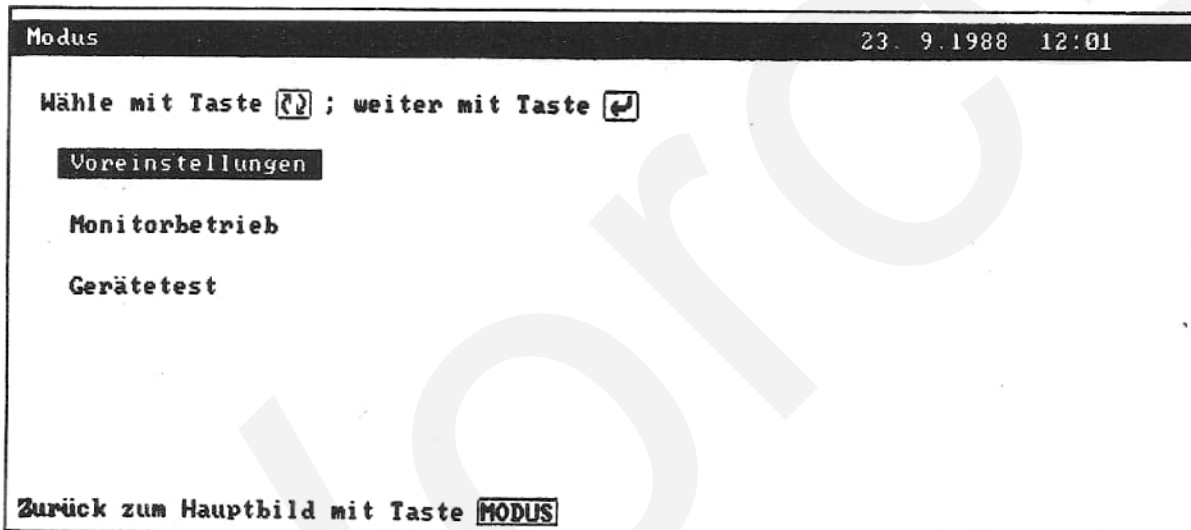 Modus 23. 9.1988 12:01
Wähle mit Taste ; weiter mit Taste
Voreinstellungen
Monitorbetrieb
Gerätetest
Zurück zum Hauptbild mit Taste MODUS